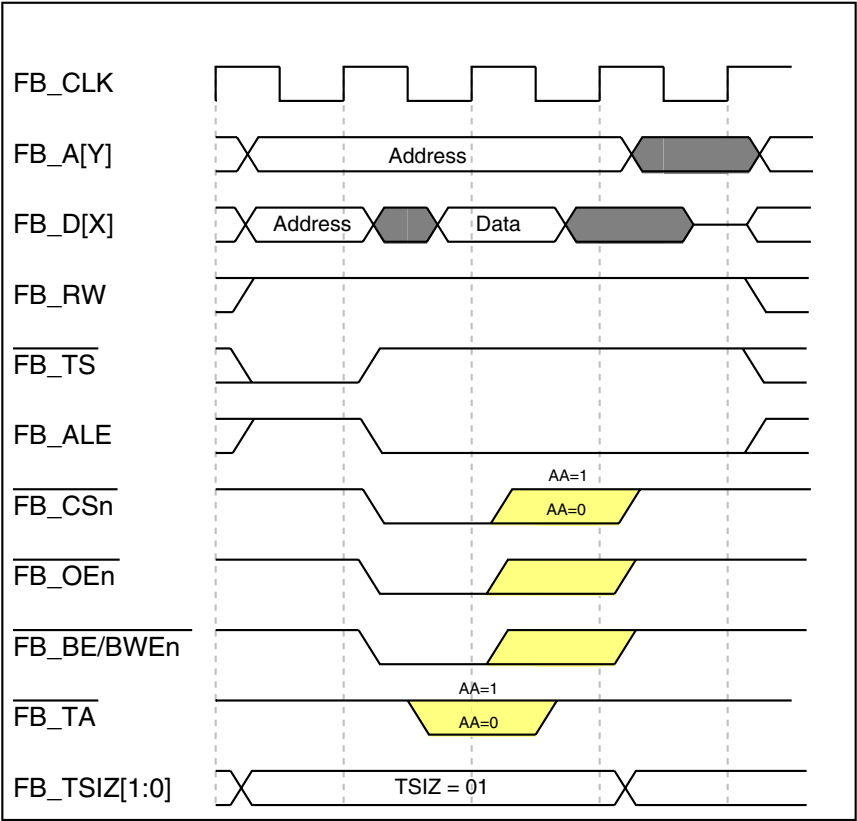 FB_CLK
FB_A[Y]
Address
FB_D[X]
Address
Data
FB_RW
FB_TS
FB_ALE
AA=1
FB_CSn
AA=0
FB_OEn
FB_BE/BWEn
AA=1
FB_TA
AA=0
FB_TSIZ[1:0]
TSIZ = 01